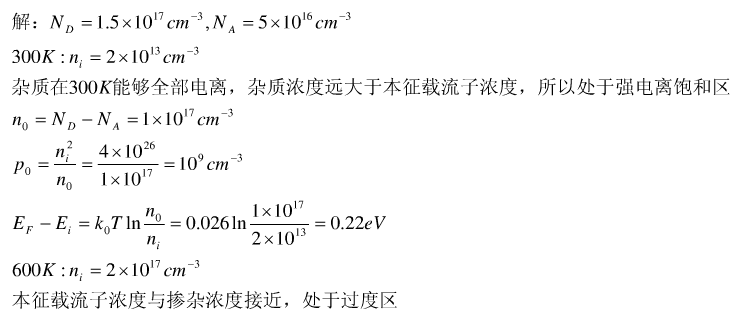 解：N_D = 1.5×10^17 cm^-3, N_A = 5×10^16 cm^-3
300K : n_i = 2×10^13 cm^-3
杂质在300K能够全部电离，杂质浓度远大于本征载流子浓度，所以处于强电离饱和区
n_0 = N_D − N_A = 1×10^17 cm^-3
p_0 = n_i^2 / n_0 = 4×10^26 / 1×10^17 = 10^9 cm^-3
E_F − E_i = k_0 T ln n_0 / n_i = 0.026 ln 1×10^17 / 2×10^13 = 0.22eV
600K : n_i = 2×10^17 cm^-3
本征载流子浓度与掺杂浓度接近，处于过度区